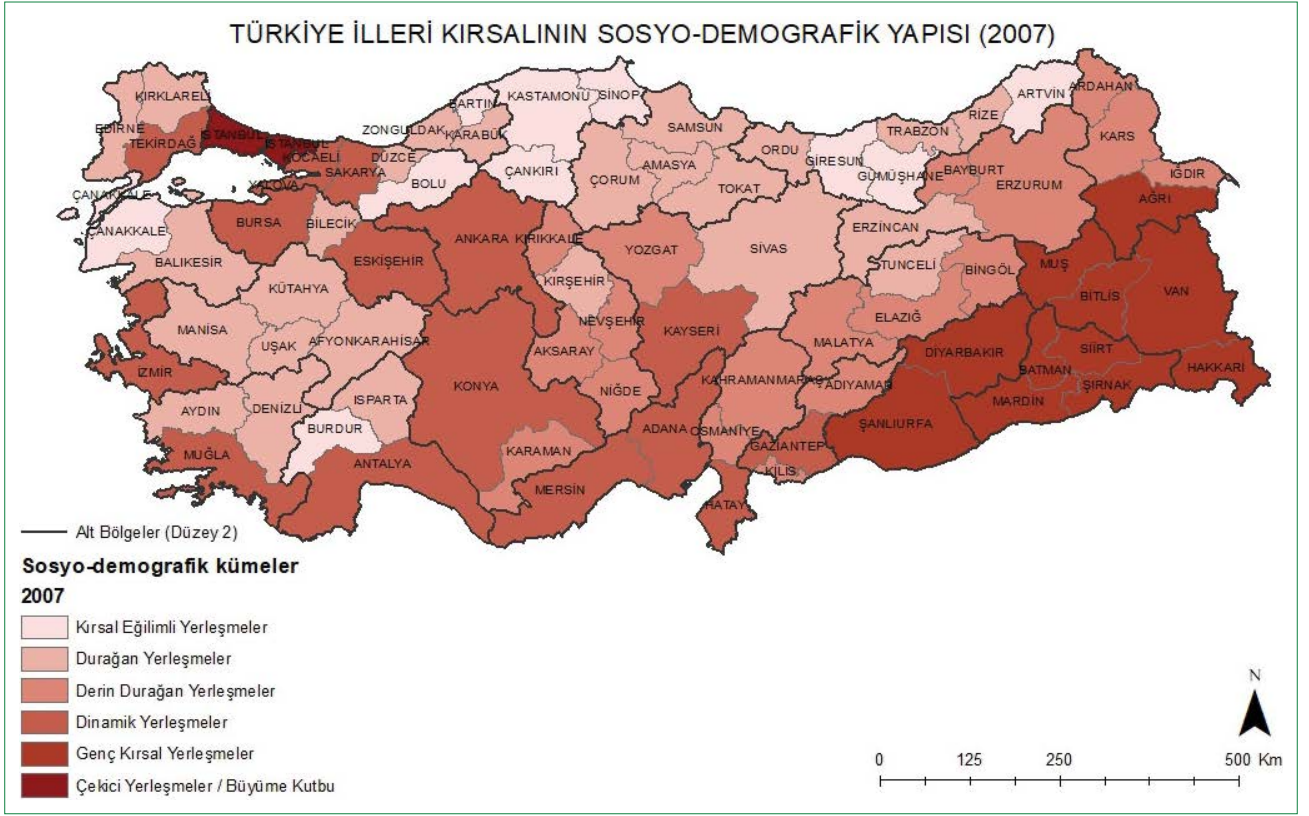 TÜRKİYE İLLERİ KIRSALININ SOSYO-DEMOGRAFİK YAPISI (2007)
KIRKLARELİ
EDİRNE
TEKİRDAĞ
İSTANBUL
İSTANBUL
KOCAELİ
YALOVA
SAKARYA
DÜZCE
ZONGULDAK
BARTIN
KARABÜK
KASTAMONU
SİNOP
BOLU
ÇANKIRI
ÇORUM
SAMSUN
AMASYA
TOKAT
ORDU
GİRESUN
TRABZON
GÜMÜŞHANE
RİZE
ARTVİN
ARDAHAN
KARS
BAYBURT
ERZURUM
IĞDIR
AĞRI
ÇANAKKALE
ÇANAKKALE
BALIKESİR
BURSA
BİLECİK
ESKİŞEHİR
ANKARA
KIRIKKALE
YOZGAT
SİVAS
ERZİNCAN
TUNCELİ
BİNGÖL
MUŞ
BİTLİS
VAN
KÜTAHYA
MANİSA
UŞAK
AFYONKARAHİSAR
KIRŞEHİR
NEVŞEHİR
KAYSERİ
AKSARAY
MALATYA
ELAZIĞ
DİYARBAKIR
BATMAN
SİİRT
ŞIRNAK
HAKKARİ
İZMİR
AYDIN
DENİZLİ
ISPARTA
BURDUR
KONYA
NİĞDE
KAHRAMANMARAŞ
ADIYAMAN
ŞANLIURFA
MARDİN
MUĞLA
ANTALYA
KARAMAN
MERSİN
ADANA
OSMANİYE
GAZİANTEP
KİLİS
HATAY
Alt Bölgeler (Düzey 2)
Sosyo-demografik kümeler
2007
Kırsal Eğilimli Yerleşmeler
Durağan Yerleşmeler
Derin Durağan Yerleşmeler
Dinamik Yerleşmeler
Genç Kırsal Yerleşmeler
Çekici Yerleşmeler / Büyüme Kutbu
N
0 125 250 500 Km